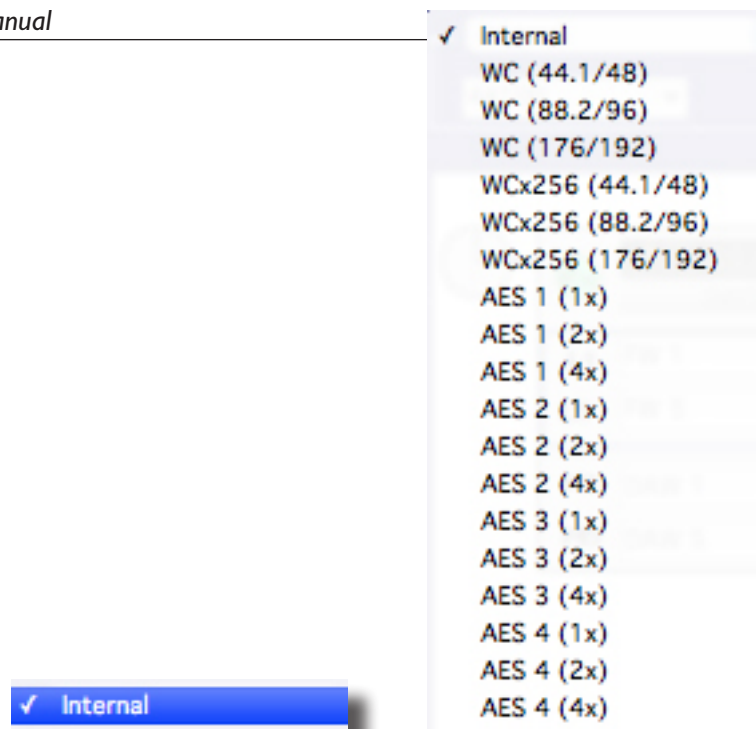 anual
✓ Internal
WC (44.1/48)
WC (88.2/96)
WC (176/192)
WCx256 (44.1/48)
WCx256 (88.2/96)
WCx256 (176/192)
AES 1 (1x)
AES 1 (2x)
AES 1 (4x)
AES 2 (1x)
AES 2 (2x)
AES 2 (4x)
AES 3 (1x)
AES 3 (2x)
AES 3 (4x)
AES 4 (1x)
AES 4 (2x)
AES 4 (4x)
✓ Internal